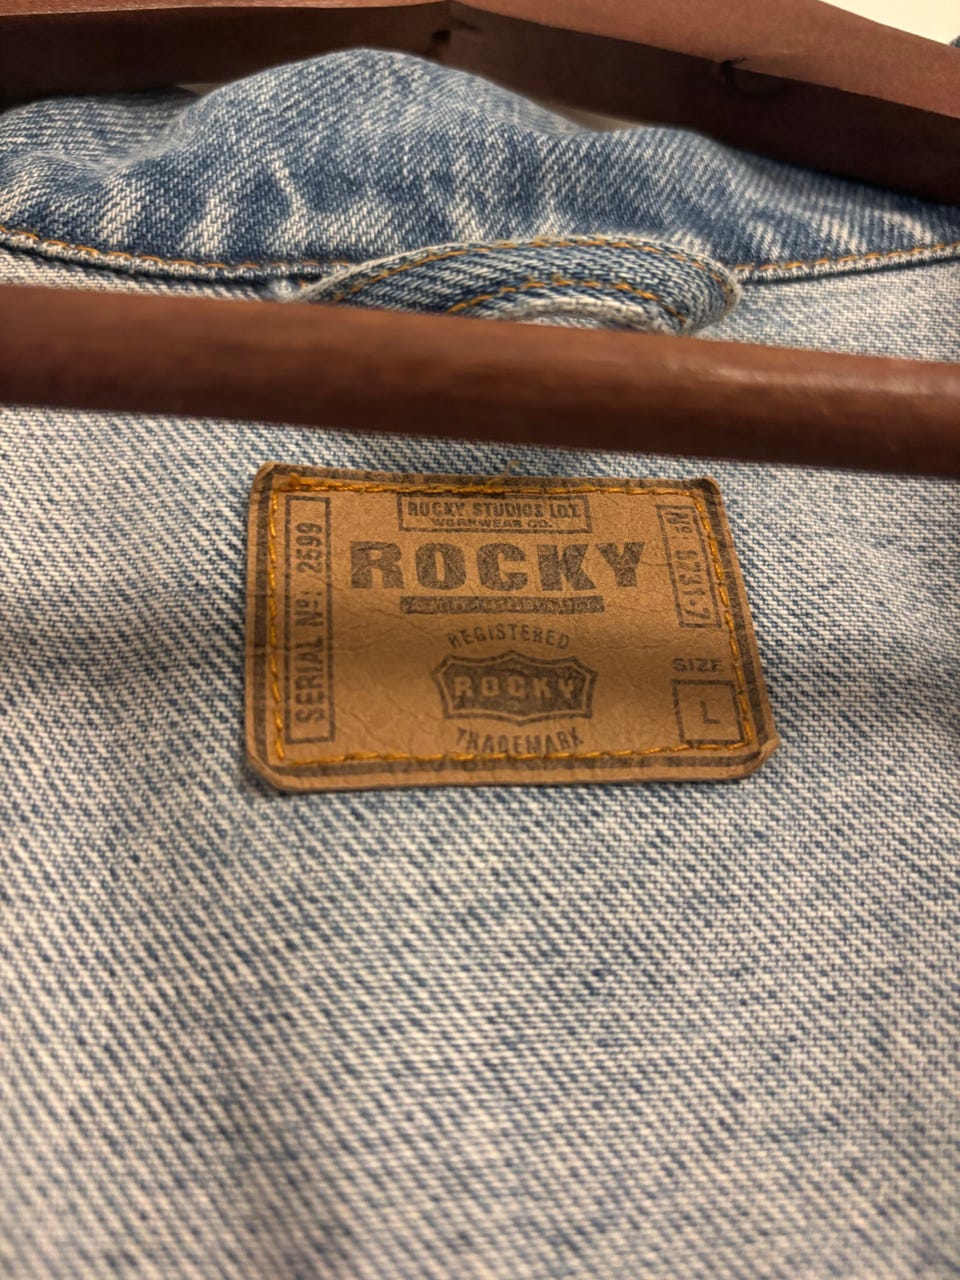 ROCKY STUDIOS LDT.
WORKWEAR CO.
ROCKY
REGISTERED
ROCKY
TRADEMARK
SERIAL Nº: 2599
SIZE
L